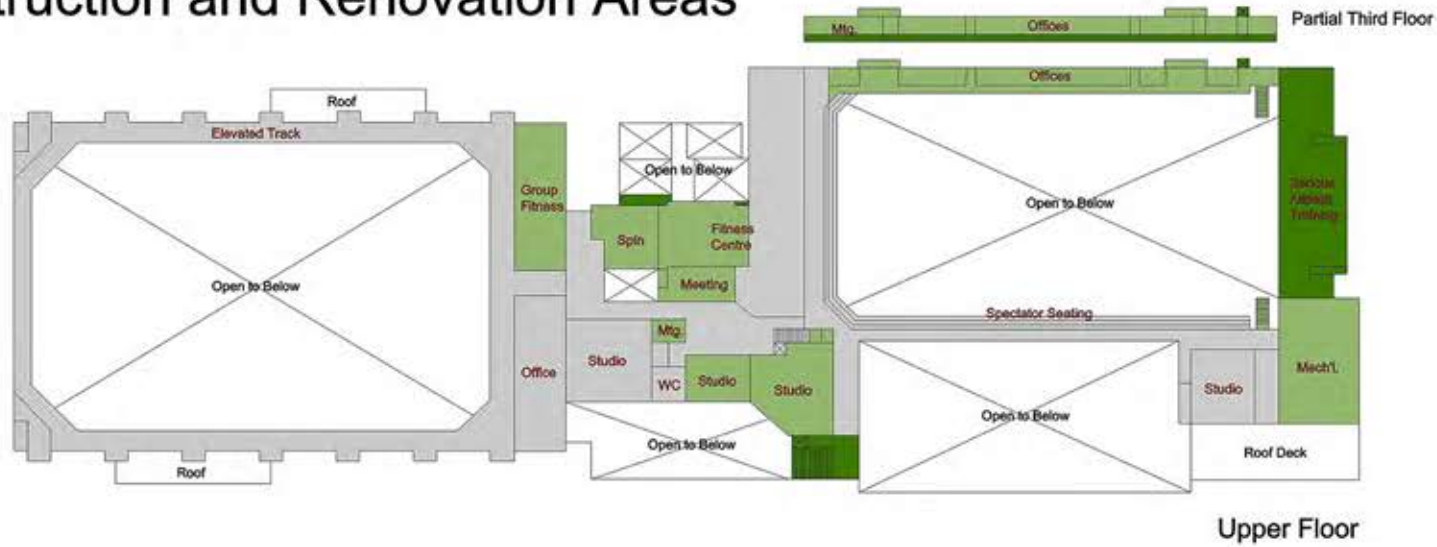 truction and Renovation Areas
Partial Third Floor
Mtg.
Offices
Offices
Roof
Elevated Track
Group
Fitness
Open to Below
Open to Below
Spin
Fitness
Centre
Meeting
Training
Open to Below
Spectator Seating
Mtg.
Office
Studio
WC
Studio
Studio
Studio
Mech'l.
Open to Below
Open to Below
Roof Deck
Roof
Upper Floor